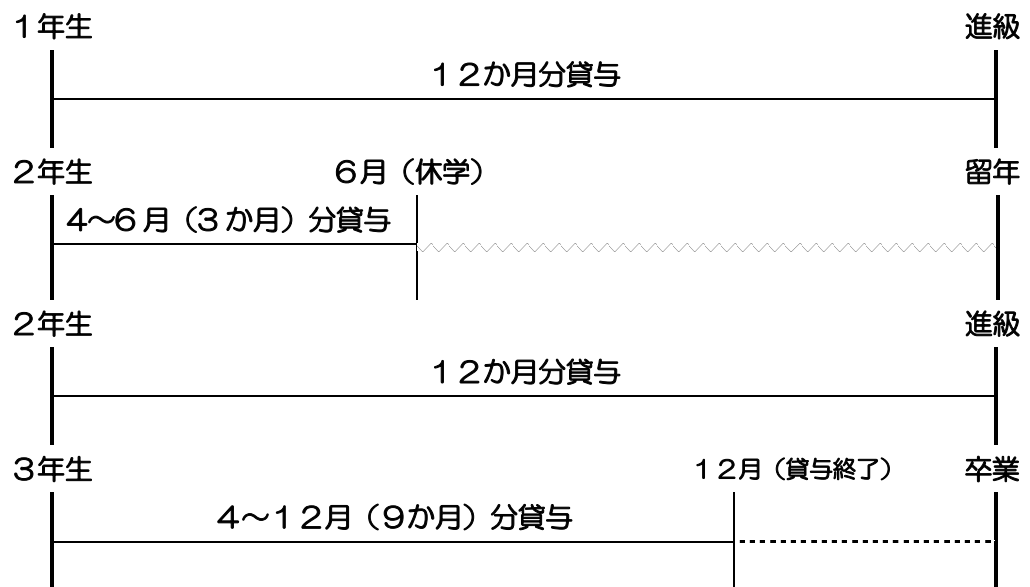 1年生 進級
12か月分貸与
2年生 6月（休学） 留年
4～6月（3か月）分貸与
2年生 進級
12か月分貸与
3年生 12月（貸与終了） 卒業
4～12月（9か月）分貸与